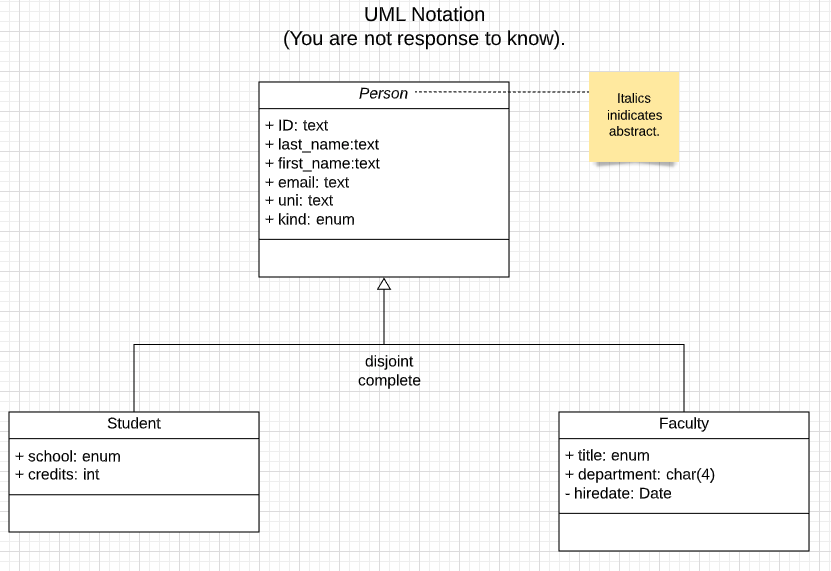 UML Notation
(You are not response to know).
Person
Italics
inidicates
abstract.
+ ID: text
+ last_name:text
+ first_name:text
+ email: text
+ uni: text
+ kind: enum
disjoint
complete
Student
+ school: enum
+ credits: int
Faculty
+ title: enum
+ department: char(4)
- hiredate: Date